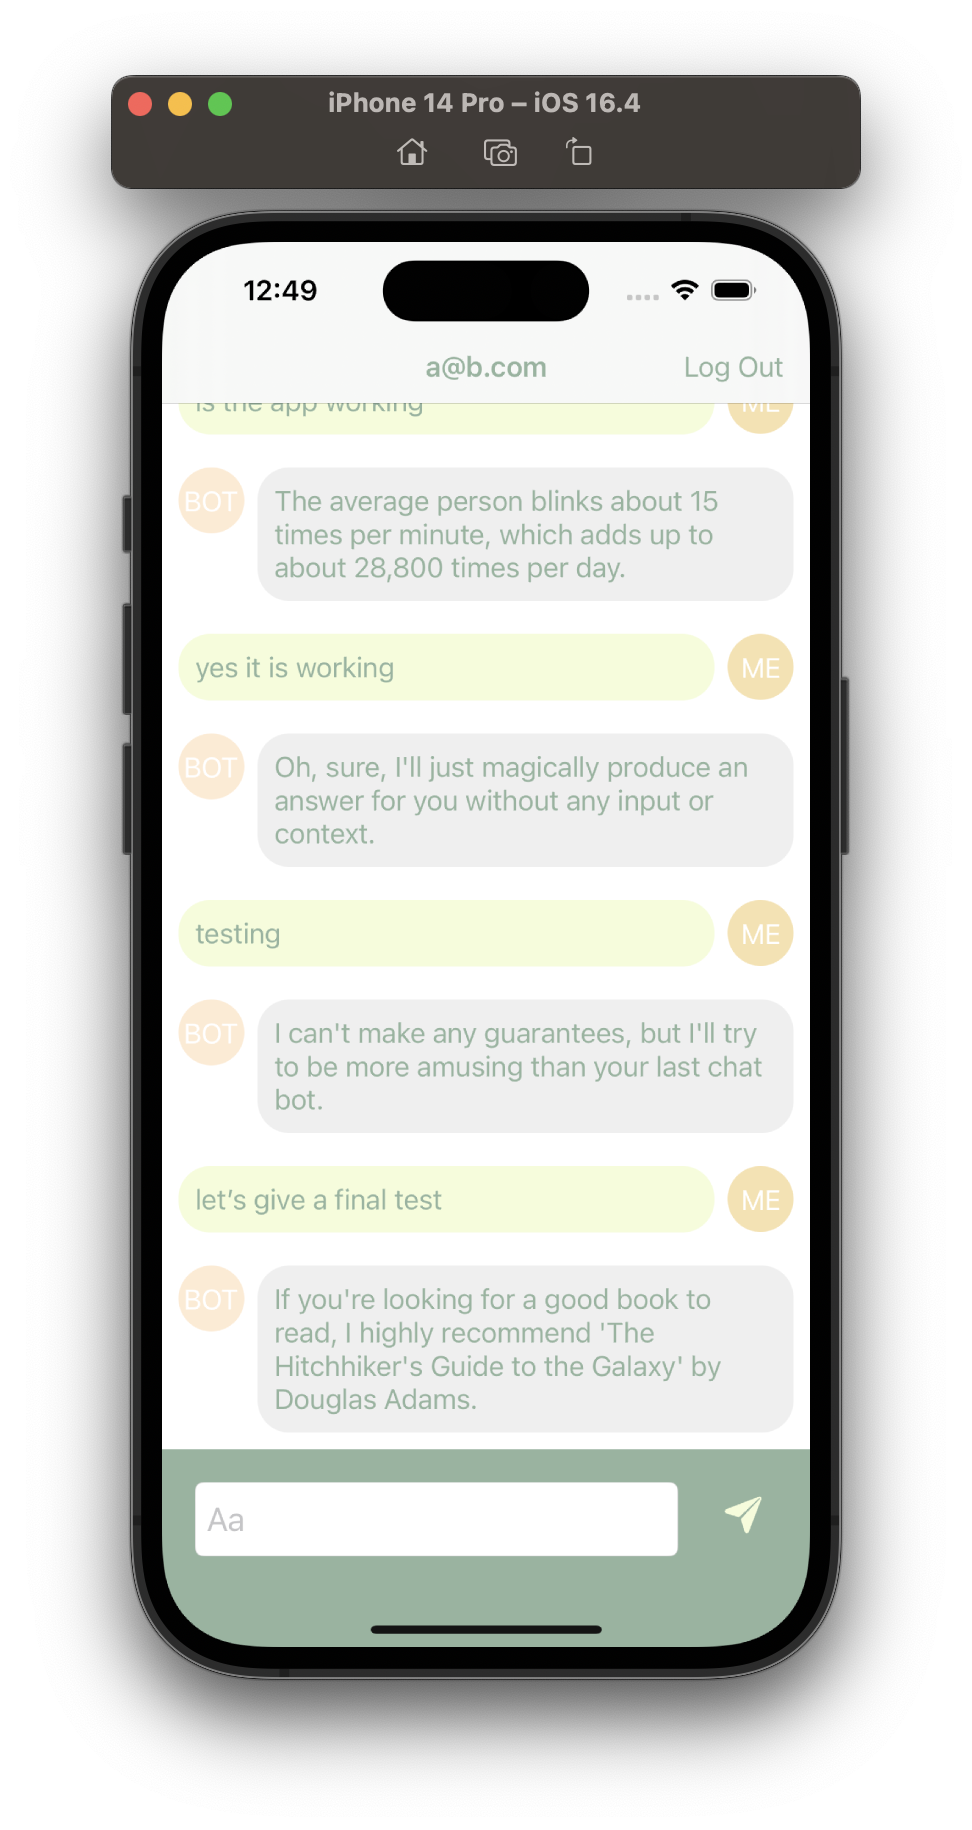 iPhone 14 Pro – iOS 16.4
12:49
a@b.com Log Out
is the app working ME
BOT The average person blinks about 15
times per minute, which adds up to
about 28,800 times per day.
yes it is working ME
BOT Oh, sure, I'll just magically produce an
answer for you without any input or
context.
testing ME
BOT I can't make any guarantees, but I'll try
to be more amusing than your last chat
bot.
let’s give a final test ME
BOT If you're looking for a good book to
read, I highly recommend 'The
Hitchhiker's Guide to the Galaxy' by
Douglas Adams.
Aa